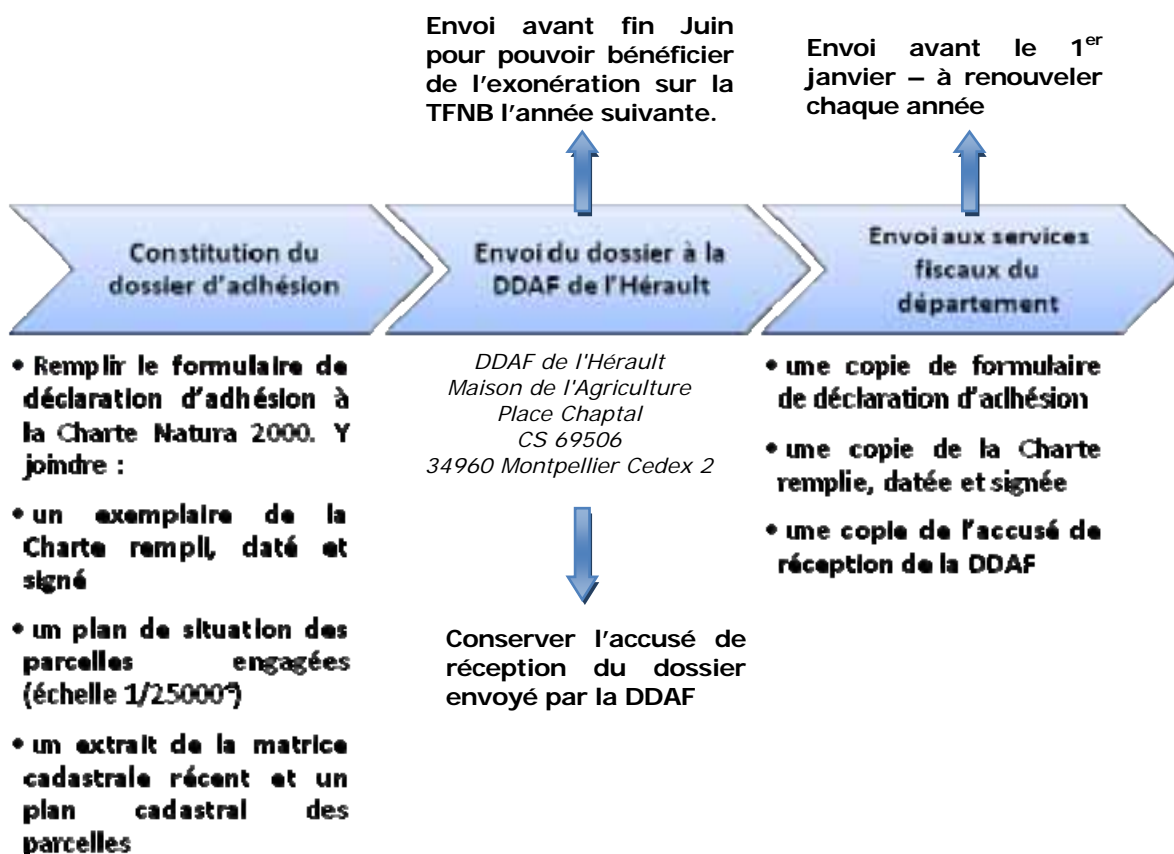 Envoi avant fin Juin
pour pouvoir bénéficier
de l'exonération sur la
TFNB l'année suivante.
Envoi avant le 1er
janvier – à renouveler
chaque année
Constitution du
dossier d'adhésion
Envoi du dossier à la
DDAF de l'Hérault
Envoi aux services
fiscaux du
département
• Remplir le formulaire de
déclaration d'adhésion à
la Charte Natura 2000. Y
joindre :
• un exemplaire de la
Charte rempli, daté et
signé
• un plan de situation des
parcelles engagées
(échelle 1/25000e)
• un extrait de la matrice
cadastrale récent et un
plan cadastral des
parcelles
DDAF de l'Hérault
Maison de l'Agriculture
Place Chaptal
CS 69506
34960 Montpellier Cedex 2
Conserver l'accusé de
réception du dossier
envoyé par la DDAF
• une copie de formulaire
de déclaration d'adhésion
• une copie de la Charte
remplie, datée et signée
• une copie de l'accusé de
réception de la DDAF